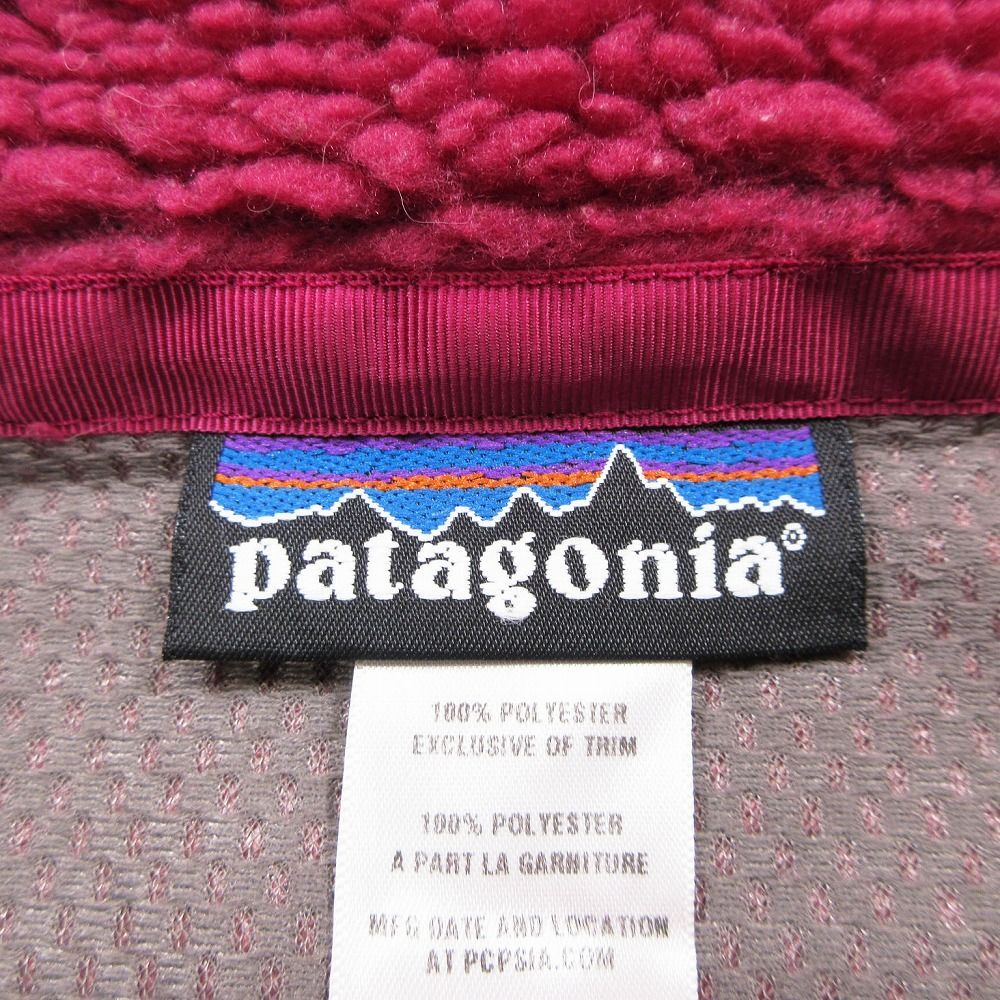 patagonia®
100% POLYESTER
EXCLUSIVE OF TRIM
100% POLYESTER
A PART LA GARNITURE
MFG DATE AND LOCATION
AT PCPSIA.COM